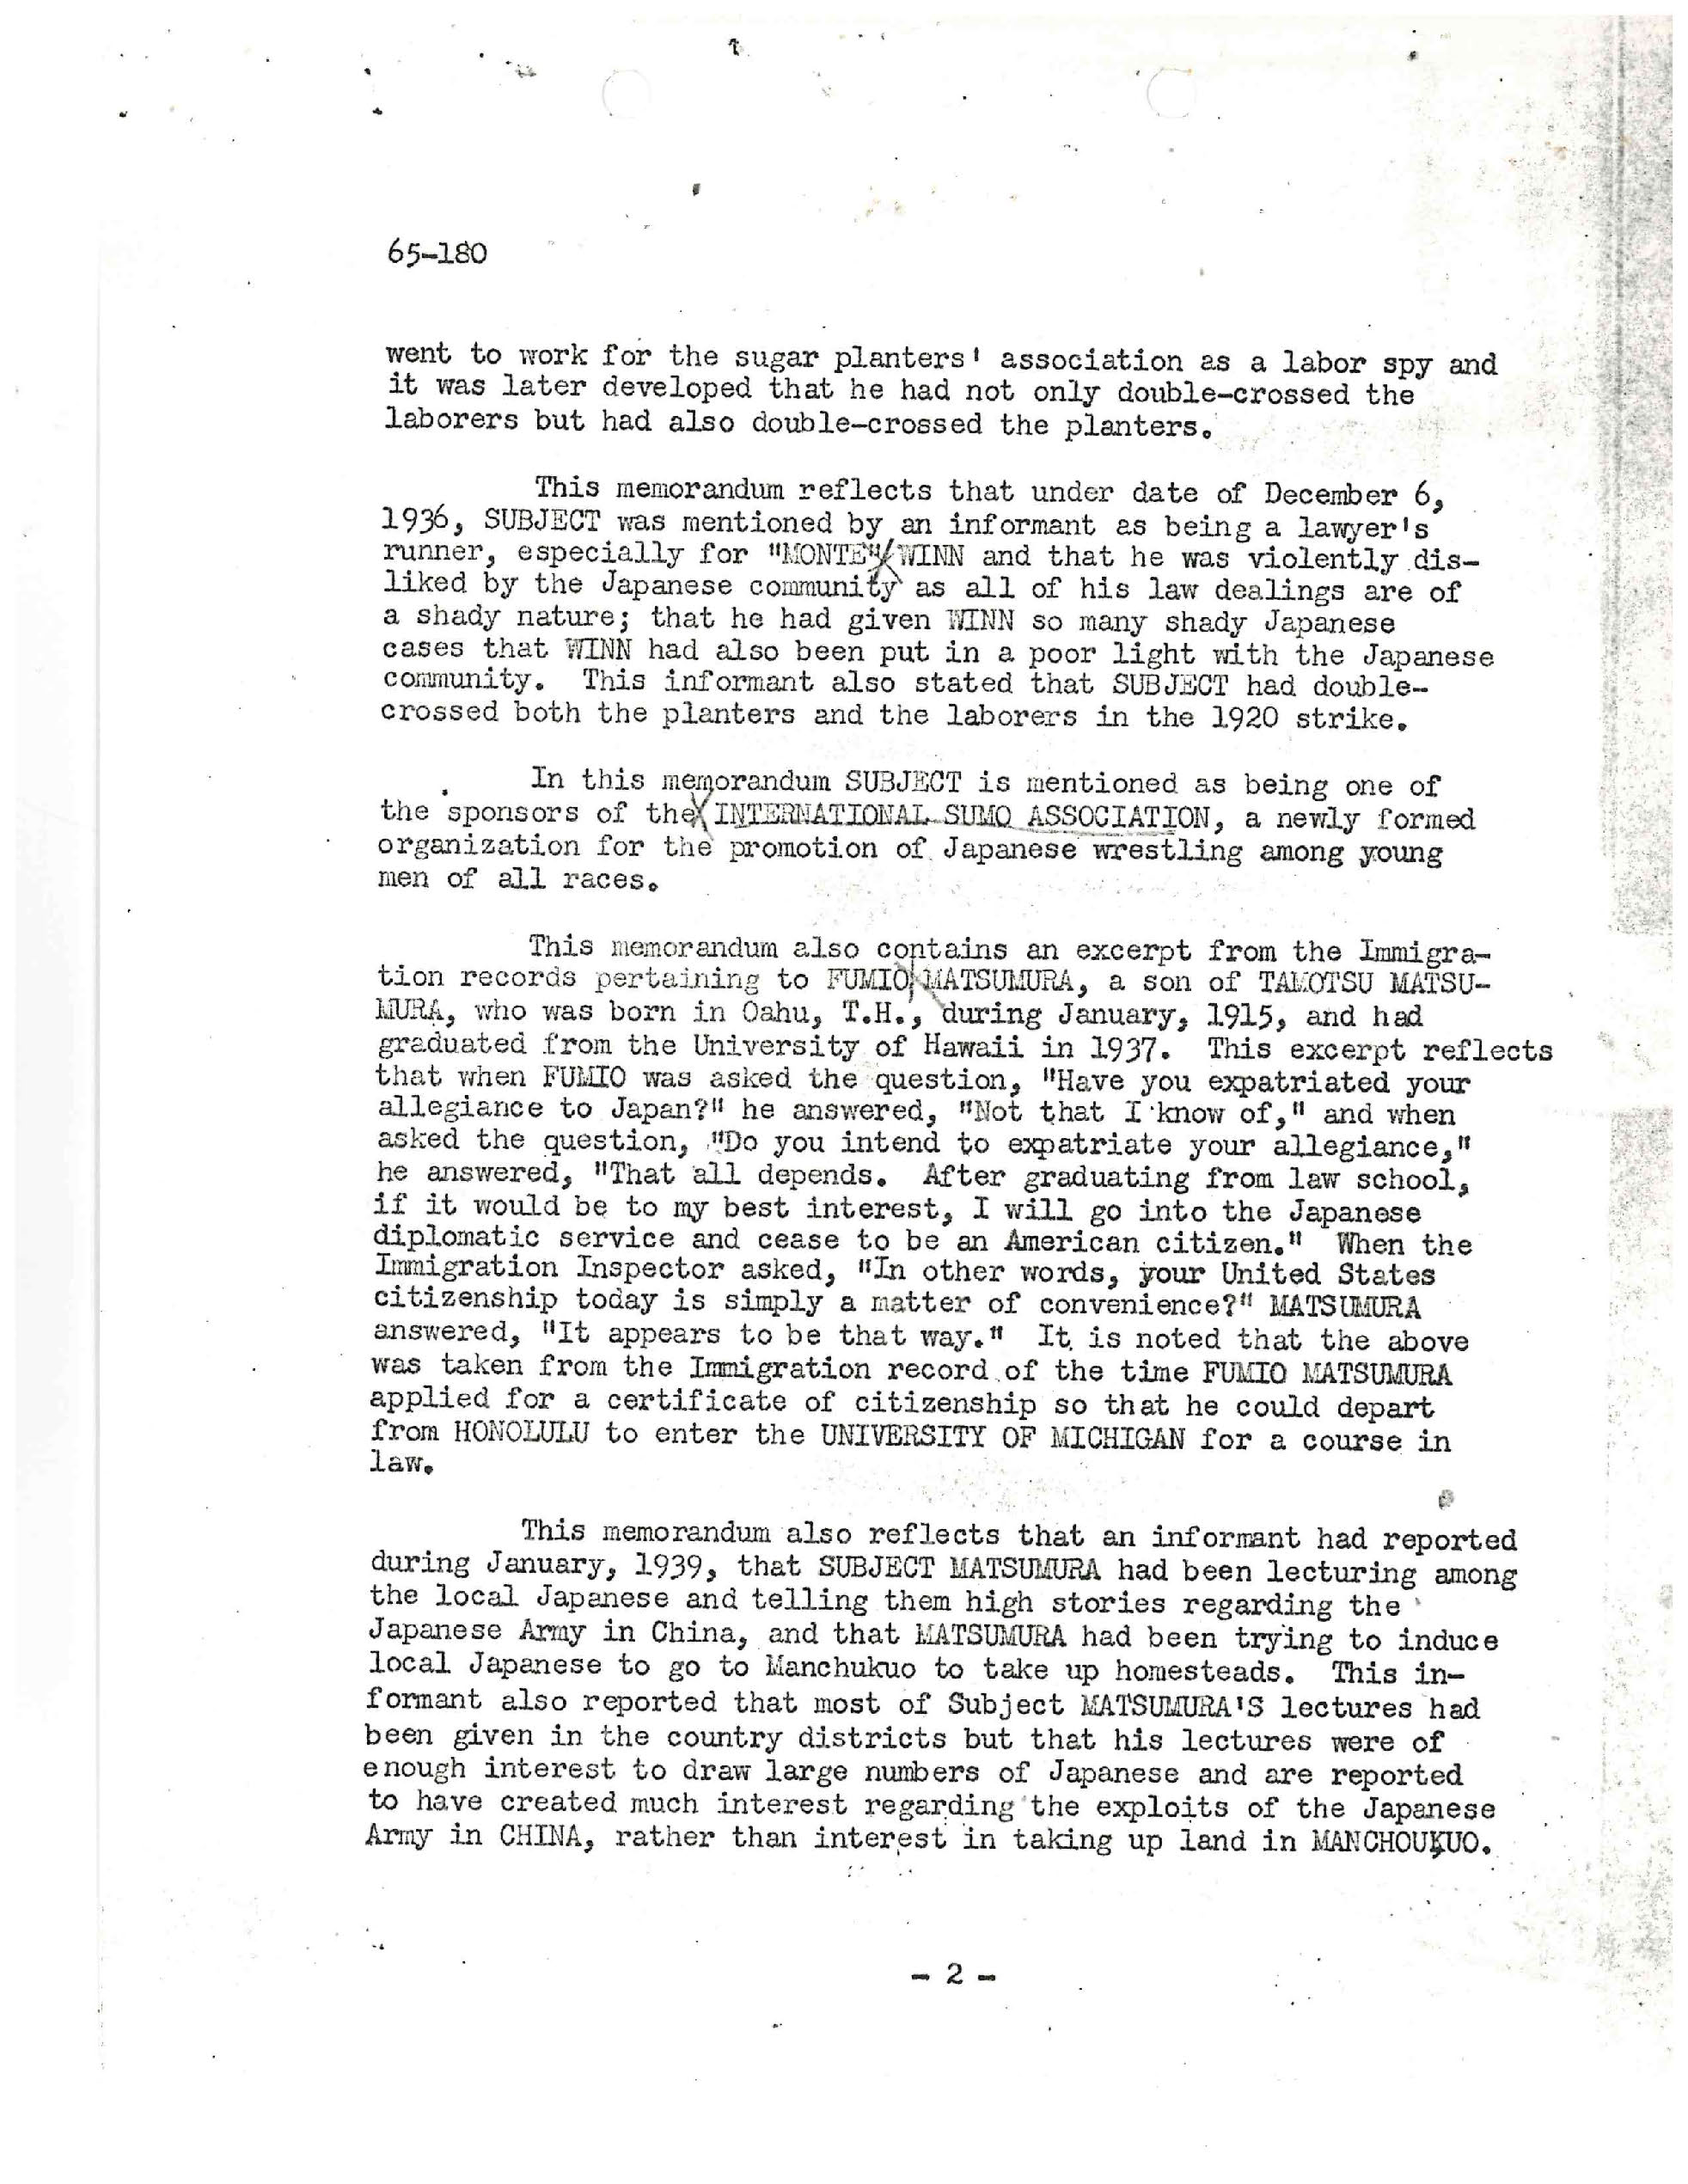 65-180
went to work for the sugar planters' association as a labor spy and
it was later developed that he had not only double-crossed the
laborers but had also double-crossed the planters.
This memorandum reflects that under date of December 6,
1936, SUBJECT was mentioned by an informant as being a lawyer's
runner, especially for "MONTE" WINN and that he was violently dis-
liked by the Japanese community as all of his law dealings are of
a shady nature; that he had given WINN so many shady Japanese
cases that WINN had also been put in a poor light with the Japanese
community. This informant also stated that SUBJECT had double-
crossed both the planters and the laborers in the 1920 strike.
In this memorandum SUBJECT is mentioned as being one of
the sponsors of the INTERNATIONAL SUMO ASSOCIATION, a newly formed
organization for the promotion of Japanese wrestling among young
men of all races.
This memorandum also contains an excerpt from the Immigra-
tion records pertaining to FUMIO MATSUMURA, a son of TAMOTSU MATSU-
MURA, who was born in Oahu, T.H., during January, 1915, and had
graduated from the University of Hawaii in 1937. This excerpt reflects
that when FUMIO was asked the question, "Have you expatriated your
allegiance to Japan?" he answered, "Not that I know of," and when
asked the question, "Do you intend to expatriate your allegiance,"
he answered, "That all depends. After graduating from law school,
if it would be to my best interest, I will go into the Japanese
diplomatic service and cease to be an American citizen." When the
Immigration Inspector asked, "In other words, your United States
citizenship today is simply a matter of convenience?" MATSUMURA
answered, "It appears to be that way." It is noted that the above
was taken from the Immigration record of the time FUMIO MATSUMURA
applied for a certificate of citizenship so that he could depart
from HONOLULU to enter the UNIVERSITY OF MICHIGAN for a course in
law.
This memorandum also reflects that an informant had reported
during January, 1939, that SUBJECT MATSUMURA had been lecturing among
the local Japanese and telling them high stories regarding the
Japanese Army in China, and that MATSUMURA had been trying to induce
local Japanese to go to Manchukuo to take up homesteads. This in-
formant also reported that most of Subject MATSUMURA'S lectures had
been given in the country districts but that his lectures were of
enough interest to draw large numbers of Japanese and are reported
to have created much interest regarding the exploits of the Japanese
Army in CHINA, rather than interest in taking up land in MANCHOUKUO.
- 2 -